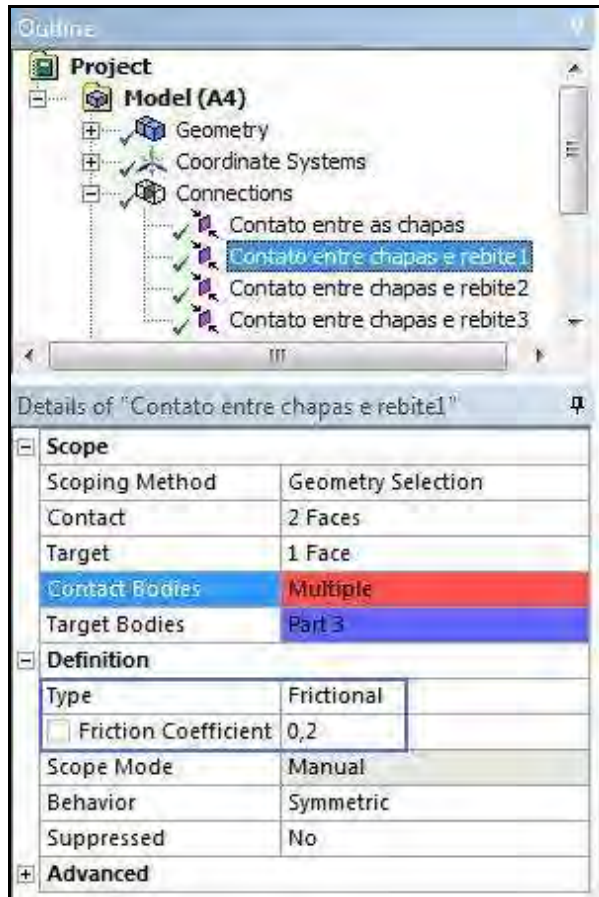 Outline
Project
Model (A4)
Geometry
Coordinate Systems
Connections
Contato entre as chapas
Contato entre chapas e rebite1
Contato entre chapas e rebite2
Contato entre chapas e rebite3
Details of "Contato entre chapas e rebite1"
Scope
Scoping Method Geometry Selection
Contact 2 Faces
Target 1 Face
Contact Bodies Multiple
Target Bodies Part 3
Definition
Type Frictional
Friction Coefficient 0,2
Scope Mode Manual
Behavior Symmetric
Suppressed No
Advanced